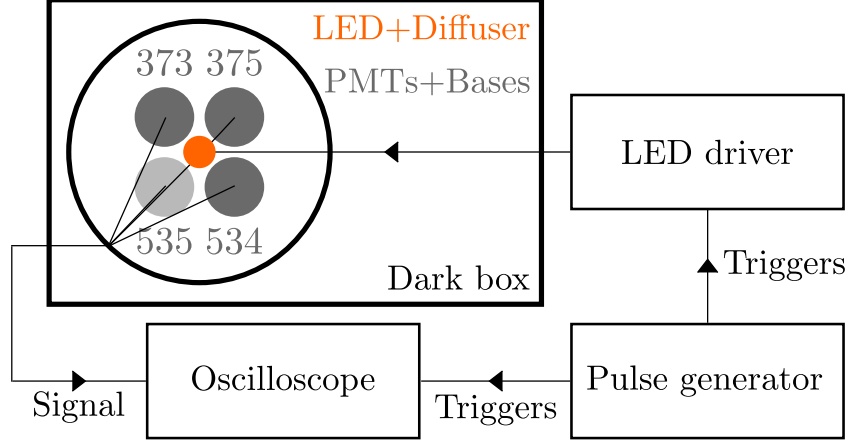 LED+Diffuser
373 375
PMTs+Bases
LED driver
535 534
Dark box
Triggers
Oscilloscope
Pulse generator
Signal
Triggers